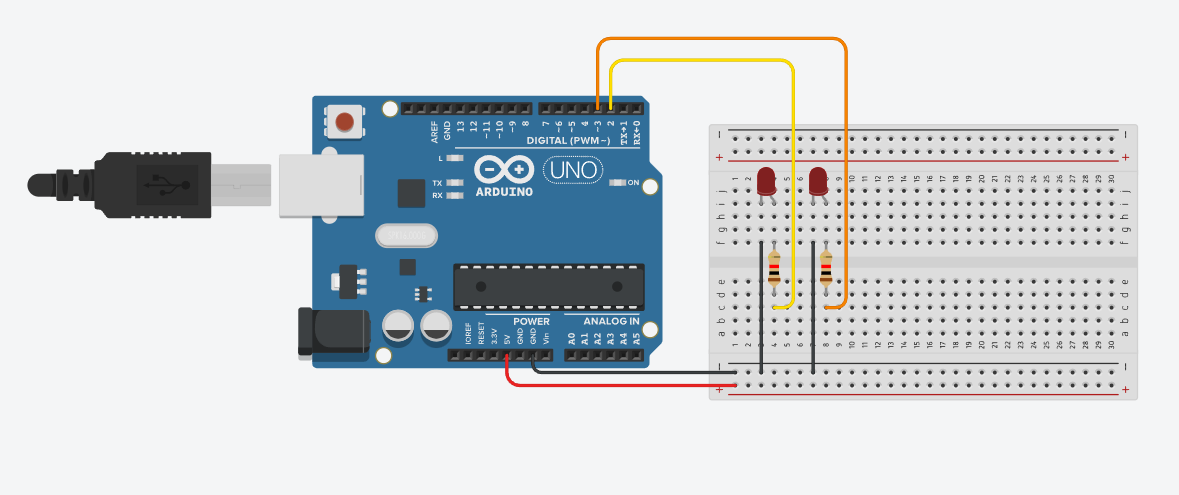 AREF
GND
13
12
~11
~10
~9
8
7
~6
~5
4
~3
2
TX→1
RX←0
DIGITAL (PWM~)
L
TX
RX
ARDUINO
UNO
ON
IOREF
RESET
3.3V
5V
GND
GND
Vin
POWER
ANALOG IN
A0
A1
A2
A3
A4
A5
- -
+ +
1 2 3 4 5 6 7 8 9 10 11 12 13 14 15 16 17 18 19 20 21 22 23 24 25 26 27 28 29 30
j j
i i
h h
g g
f f
e e
d d
c c
b b
a a
1 2 3 4 5 6 7 8 9 10 11 12 13 14 15 16 17 18 19 20 21 22 23 24 25 26 27 28 29 30
- -
+ +